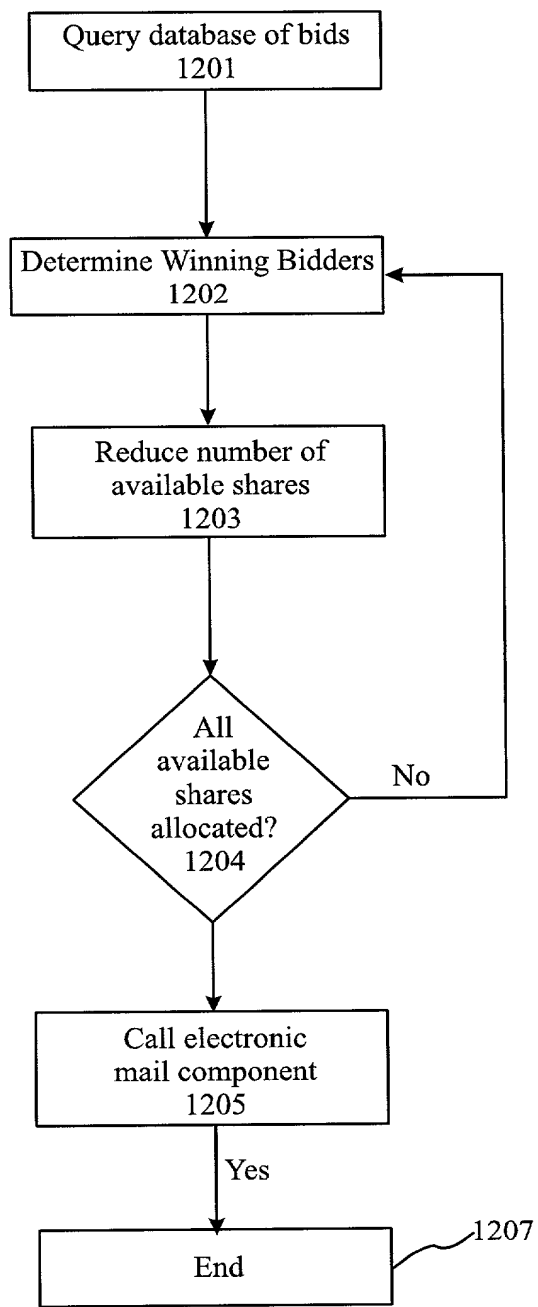 Query database of bids
1201
Determine Winning Bidders
1202
Reduce number of
available shares
1203
All
available
shares
allocated?
1204
No
Call electronic
mail component
1205
Yes
1207
End